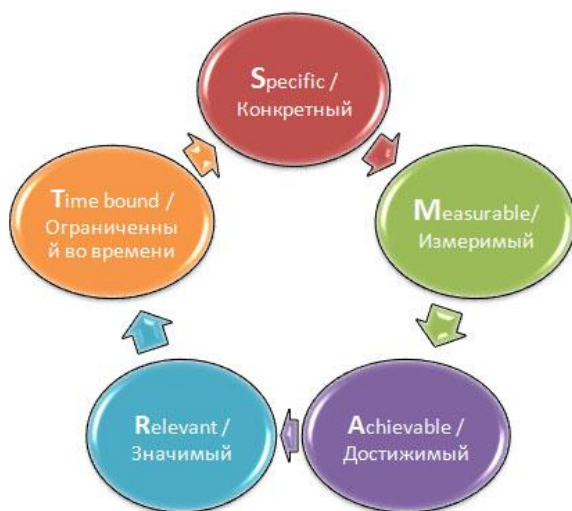 Specific /
Конкретный
Measurable/
Измеримый
Achievable /
Достижимый
Relevant /
Значимый
Time bound /
Ограниченны
й во времени